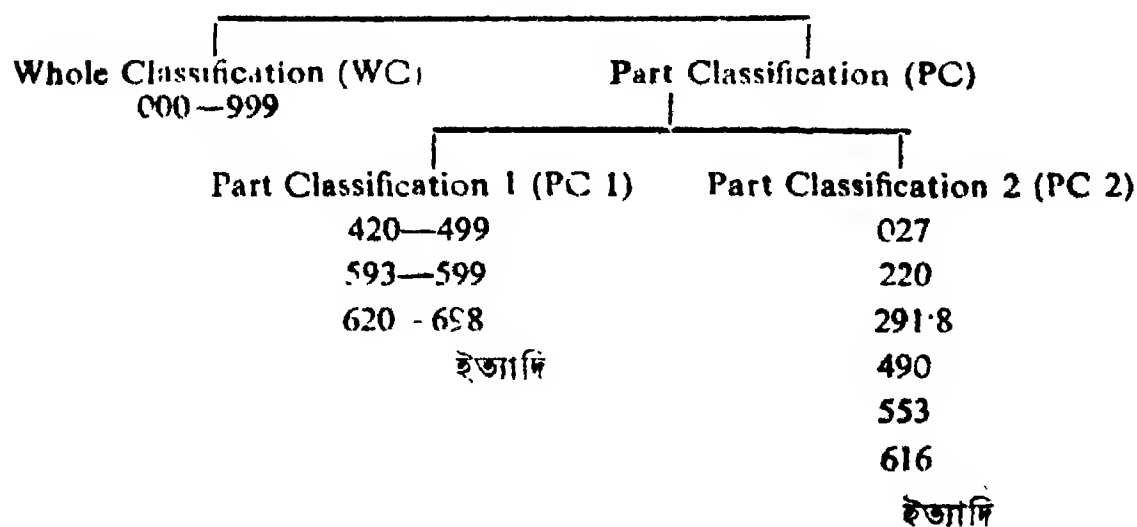 Whole Classification (WC) Part Classification (PC)
000—999
Part Classification 1 (PC 1) Part Classification 2 (PC 2)
420—499 027
593—599 220
620 - 698 291·8
ইত্যাদি 490
553
616
ইত্যাদি